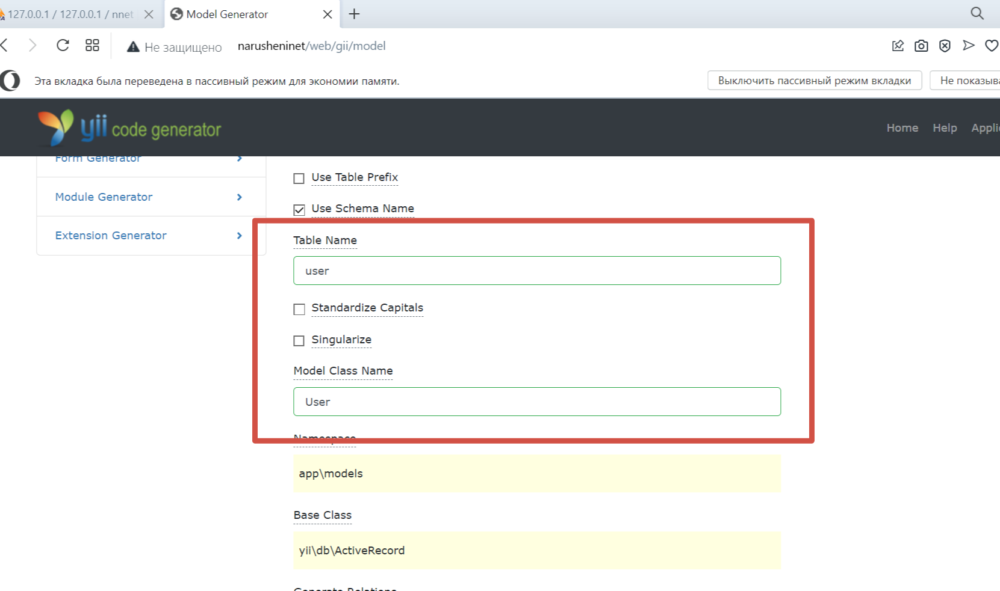 127.0.0.1 / 127.0.0.1 / nnet
Model Generator
Не защищено
narusheninet/web/gii/model
Эта вкладка была переведена в пассивный режим для экономии памяти.
Выключить пассивный режим вкладки
Не показыва
yii code generator
Home Help Appli
Form Generator
Module Generator
Extension Generator
Use Table Prefix
Use Schema Name
Table Name
user
Standardize Capitals
Singularize
Model Class Name
User
Namespace
app\models
Base Class
yii\db\ActiveRecord
Generate Relations